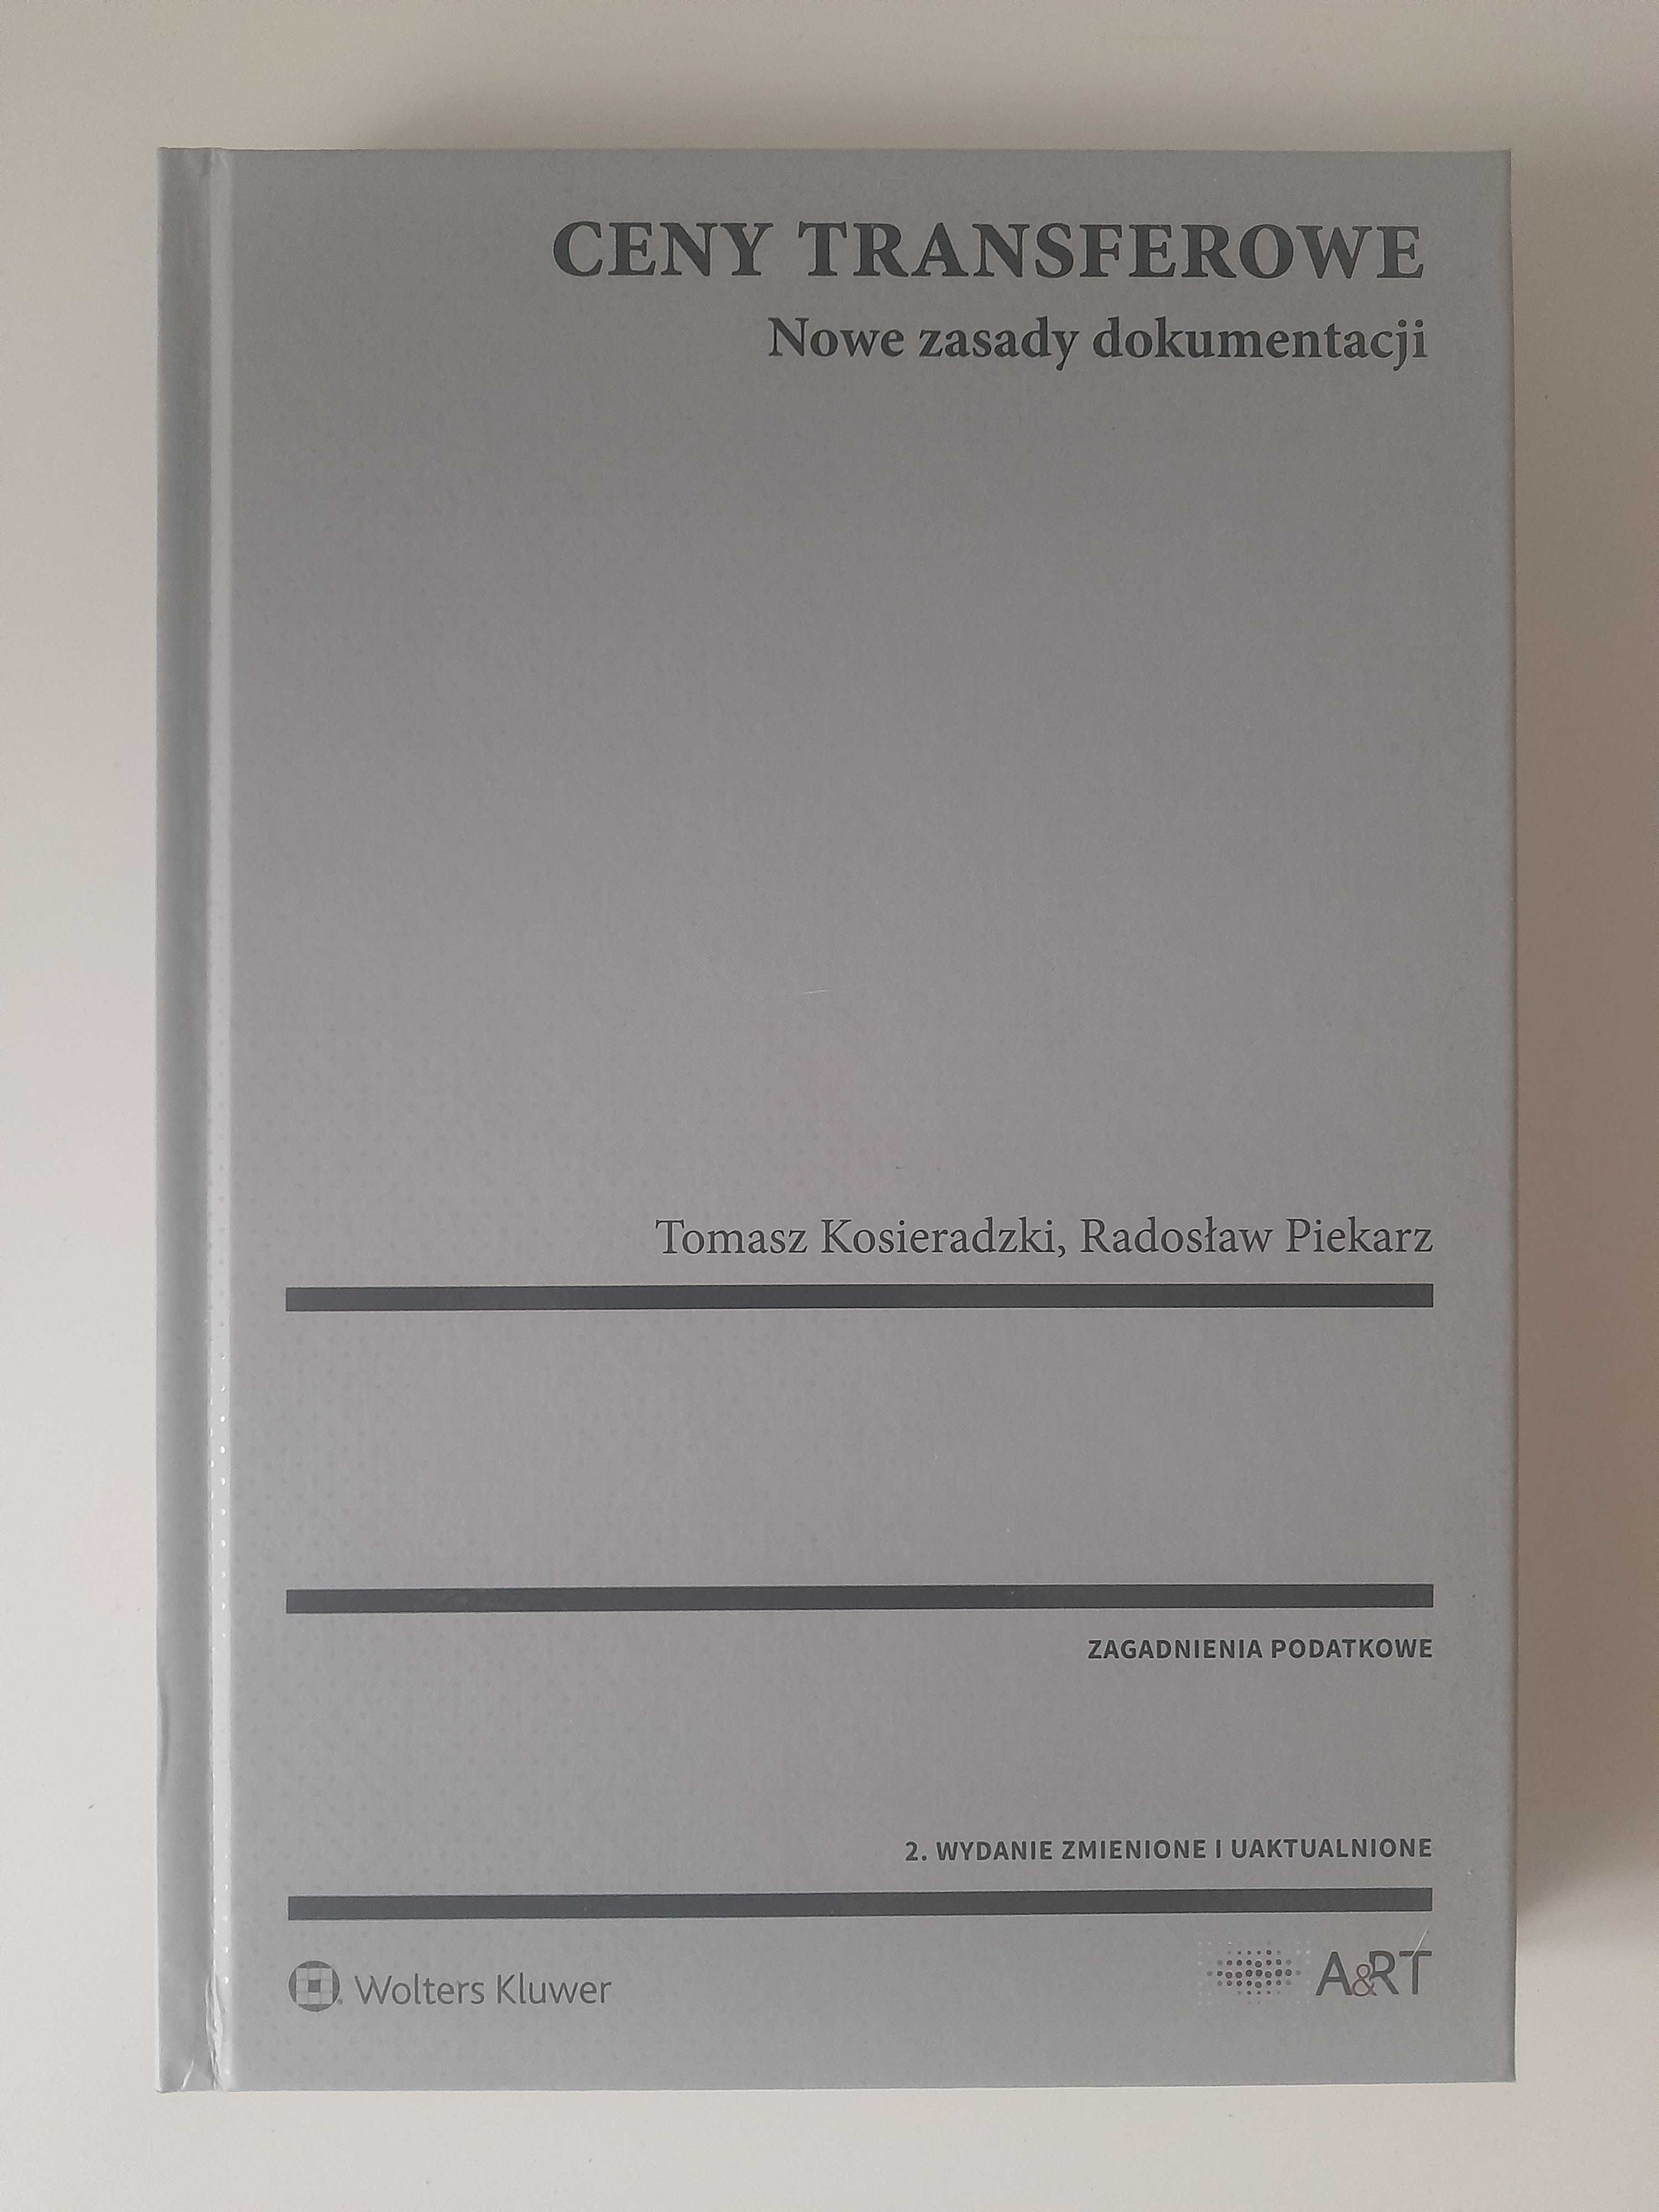 CENY TRANSFEROWE
Nowe zasady dokumentacji
Tomasz Kosieradzki, Radosław Piekarz
ZAGADNIENIA PODATKOWE
2. WYDANIE ZMIENIONE I UAKTUALNIONE
Wolters Kluwer
A&RT